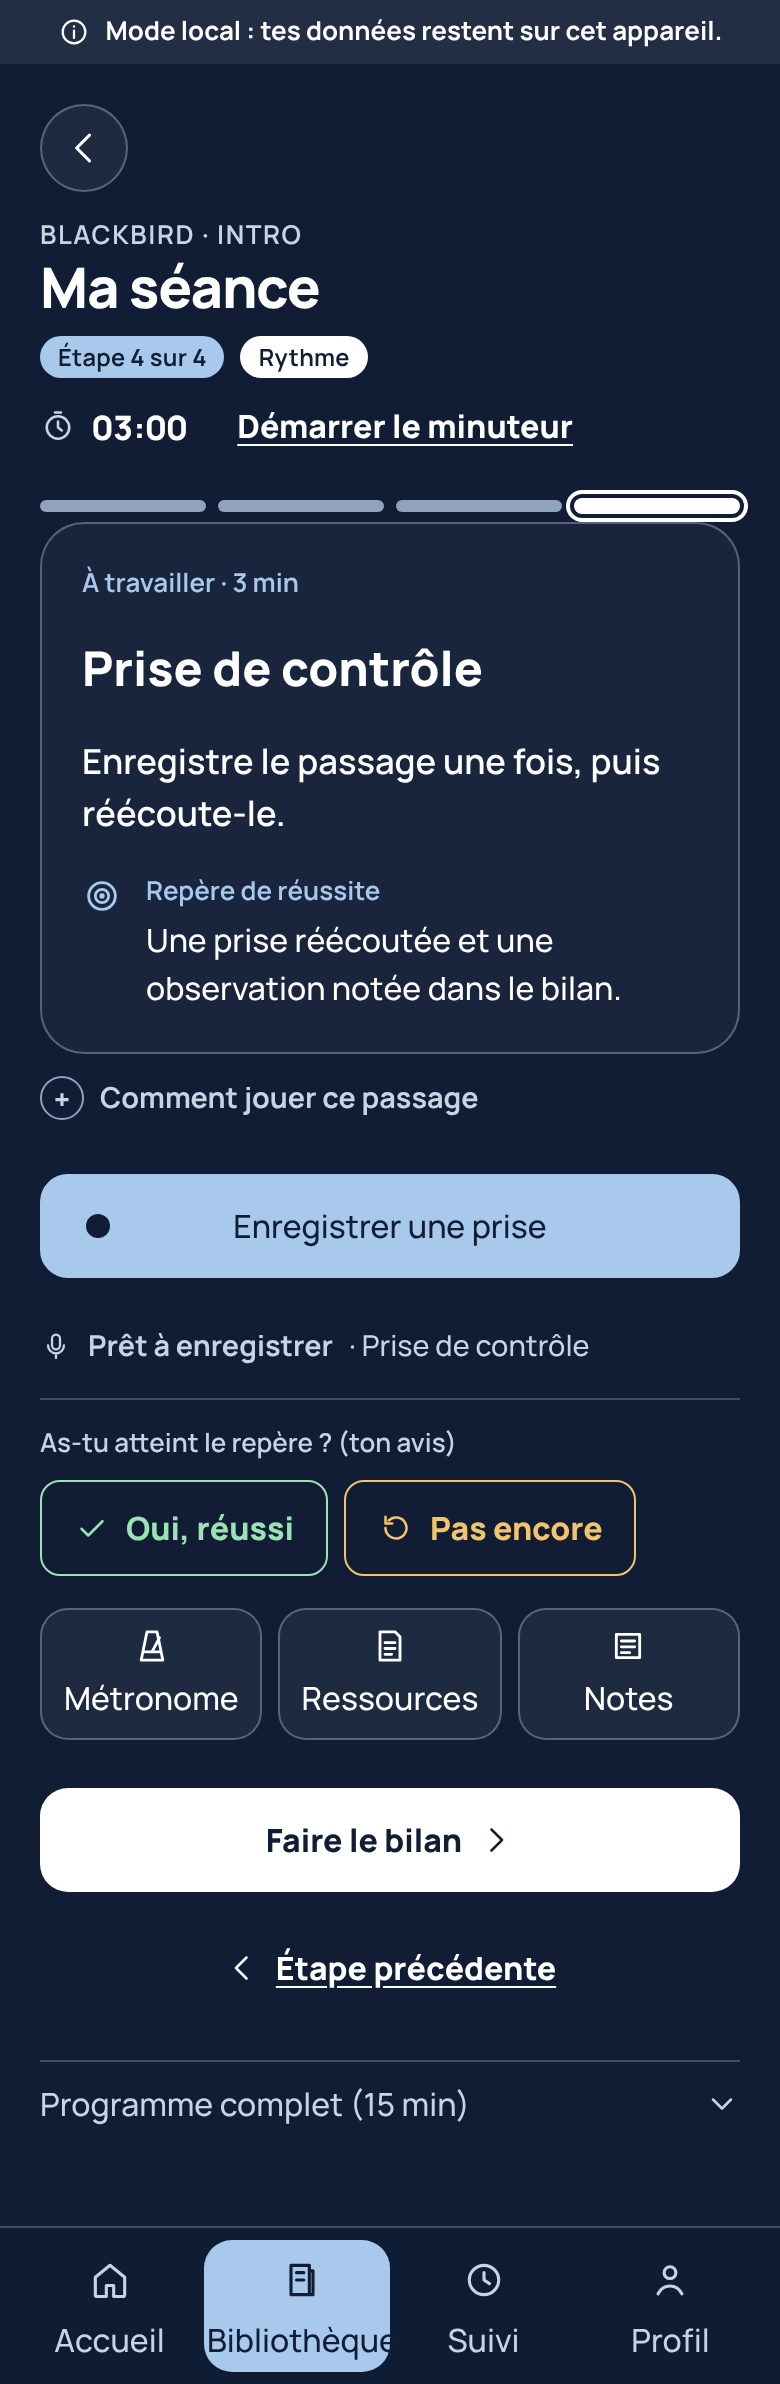 Mode local : tes données restent sur cet appareil.
BLACKBIRD · INTRO
Ma séance
Étape 4 sur 4
Rythme
03:00
Démarrer le minuteur
À travailler · 3 min
Prise de contrôle
Enregistre le passage une fois, puis
réécoute-le.
Repère de réussite
Une prise réécoutée et une
observation notée dans le bilan.
Comment jouer ce passage
Enregistrer une prise
Prêt à enregistrer · Prise de contrôle
As-tu atteint le repère ? (ton avis)
Oui, réussi
Pas encore
Métronome
Ressources
Notes
Faire le bilan
Étape précédente
Programme complet (15 min)
Accueil
Bibliothèque
Suivi
Profil